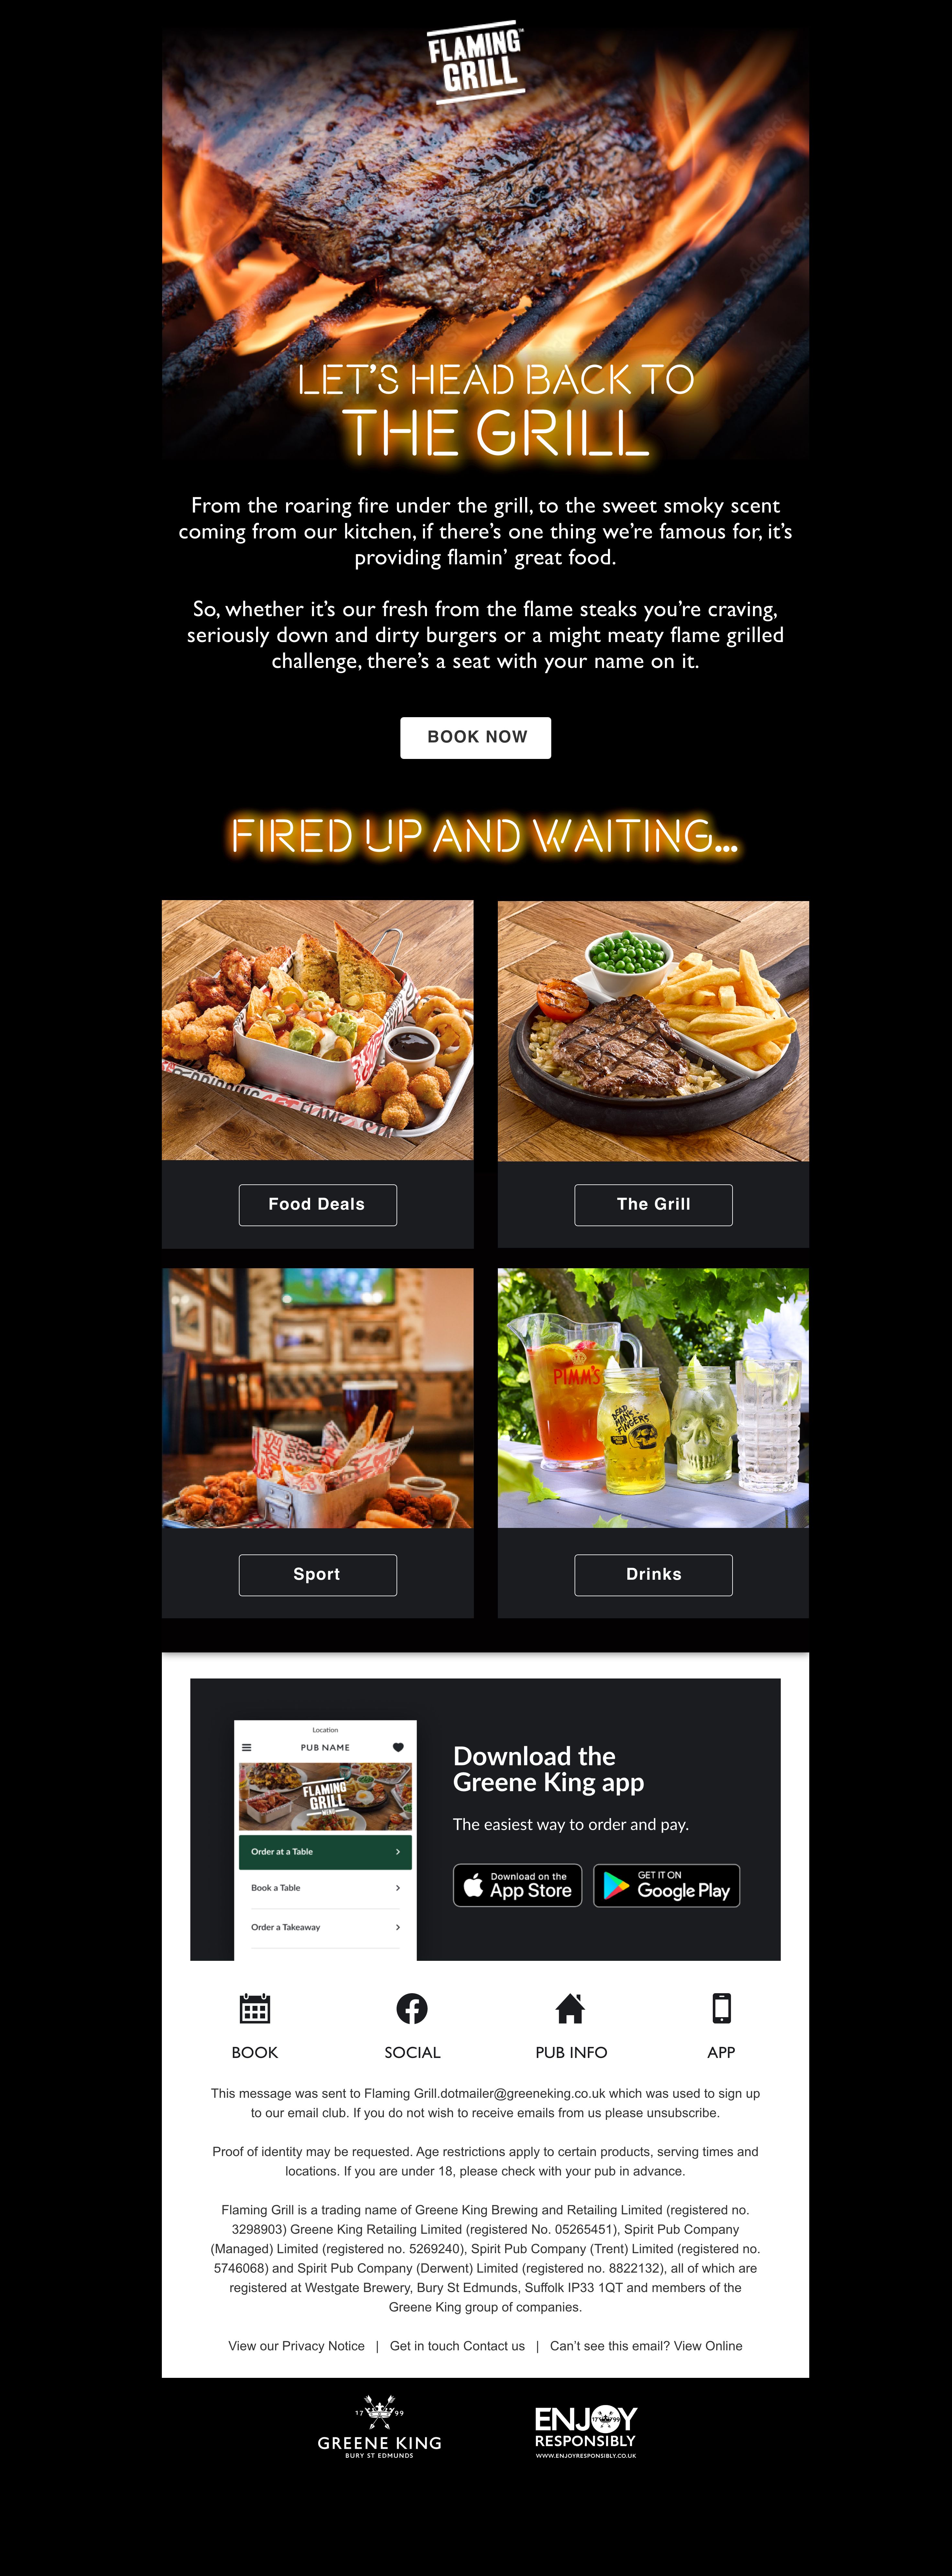 FLAMING
GRILL
LET'S HEAD BACK TO
THE GRILL
From the roaring fire under the grill, to the sweet smoky scent
coming from our kitchen, if there's one thing we're famous for, it's
providing flamin' great food.
So, whether it's our fresh from the flame steaks you're craving,
seriously down and dirty burgers or a might meaty flame grilled
challenge, there's a seat with your name on it.
BOOK NOW
FIRED UP AND WAITING...
Food Deals
The Grill
PIMM'S
DEAD
MAN'S
FINGERS
Sport
Drinks
Location
PUB NAME
FLAMING
GRILL
Order at a Table
Book a Table
Order a Takeaway
Download the
Greene King app
The easiest way to order and pay.
Download on the
App Store
GET IT ON
Google Play
BOOK
SOCIAL
PUB INFO
APP
This message was sent to Flaming Grill.dotmailer@greeneking.co.uk which was used to sign up
to our email club. If you do not wish to receive emails from us please unsubscribe.
Proof of identity may be requested. Age restrictions apply to certain products, serving times and
locations. If you are under 18, please check with your pub in advance.
Flaming Grill is a trading name of Greene King Brewing and Retailing Limited (registered no.
3298903) Greene King Retailing Limited (registered No. 05265451), Spirit Pub Company
(Managed) Limited (registered no. 5269240), Spirit Pub Company (Trent) Limited (registered no.
5746068) and Spirit Pub Company (Derwent) Limited (registered no. 8822132), all of which are
registered at Westgate Brewery, Bury St Edmunds, Suffolk IP33 1QT and members of the
Greene King group of companies.
View our Privacy Notice | Get in touch Contact us | Can't see this email? View Online
17 99
GREENE KING
BURY ST EDMUNDS
ENJOY
17 99
RESPONSIBLY
WWW.ENJOYRESPONSIBLY.CO.UK